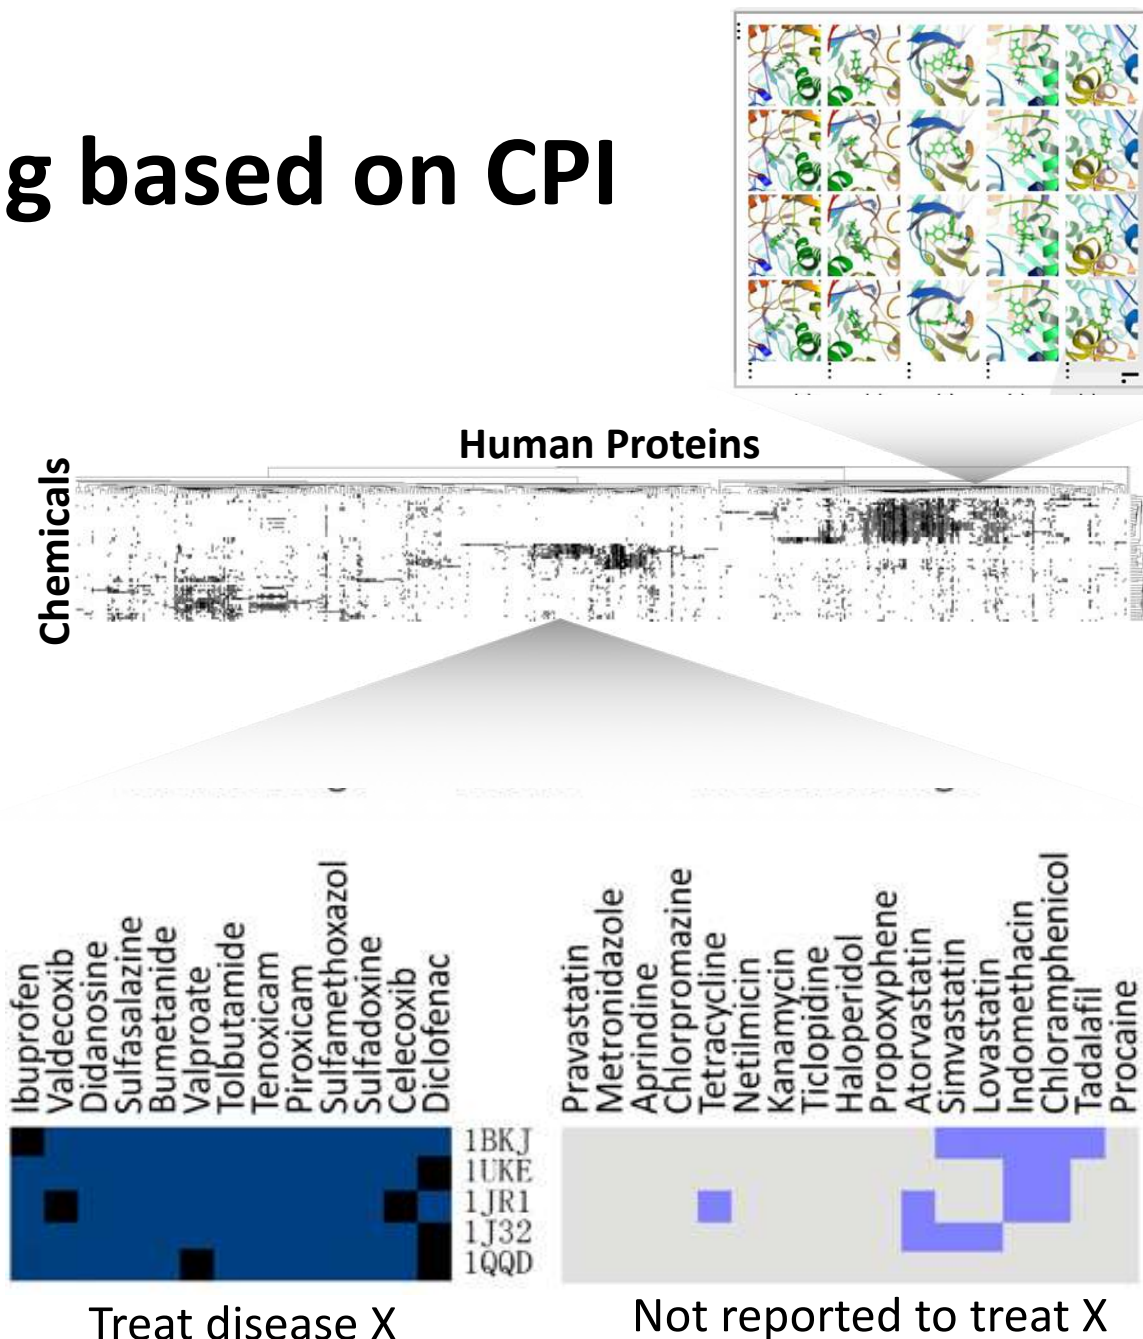 g based on CPI
Human Proteins
Chemicals
Ibuprofen
Valdecoxib
Didanosine
Sulfasalazine
Bumetanide
Valproate
Tolbutamide
Tenoxicam
Piroxicam
Sulfamethoxazol
Sulfadoxine
Celecoxib
Diclofenac
Pravastatin
Metronidazole
Aprindine
Chlorpromazine
Tetracycline
Netilmicin
Kanamycin
Ticlopidine
Haloperidol
Propoxyphene
Atorvastatin
Simvastatin
Lovastatin
Indomethacin
Chloramphenicol
Tadalafil
Procaine
1BKJ
1UKE
1JR1
1J32
1QQD
Treat disease X
Not reported to treat X